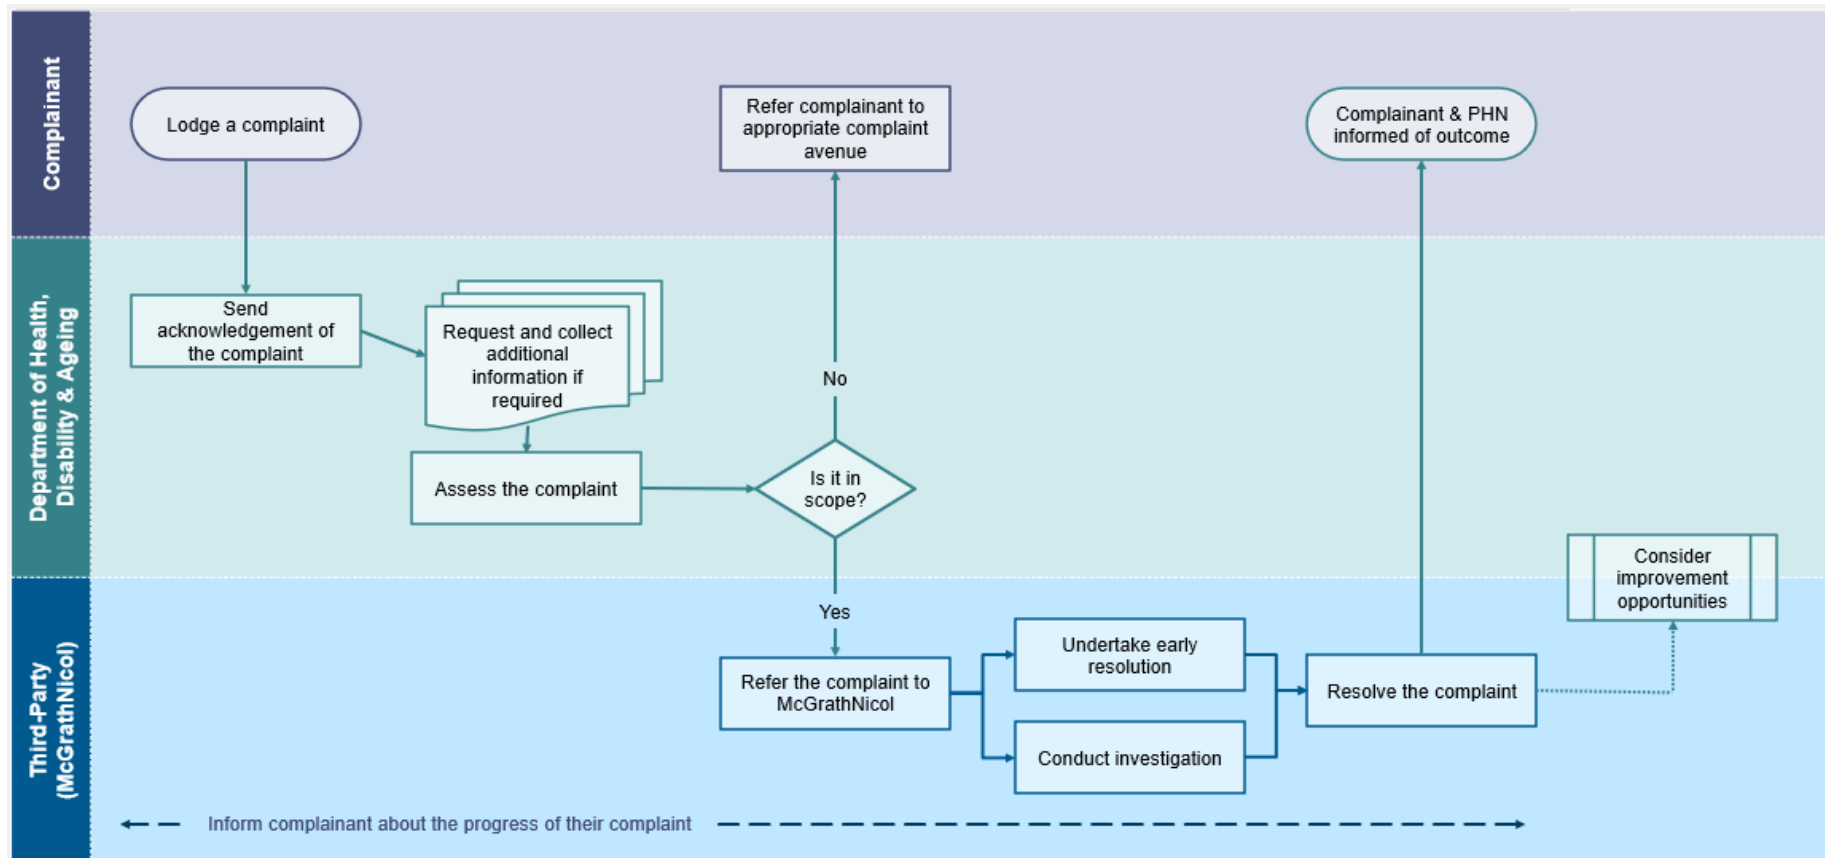 Complainant
Lodge a complaint
Refer complainant to
appropriate complaint
avenue
Complainant & PHN
informed of outcome
Department of Health,
Disability & Ageing
Send
acknowledgement of
the complaint
Request and collect
additional
information if
required
Assess the complaint
Is it in
scope?
No
Yes
Third-Party
(McGrathNicol)
Refer the complaint to
McGrathNicol
Undertake early
resolution
Conduct investigation
Resolve the complaint
Consider
improvement
opportunities
Inform complainant about the progress of their complaint